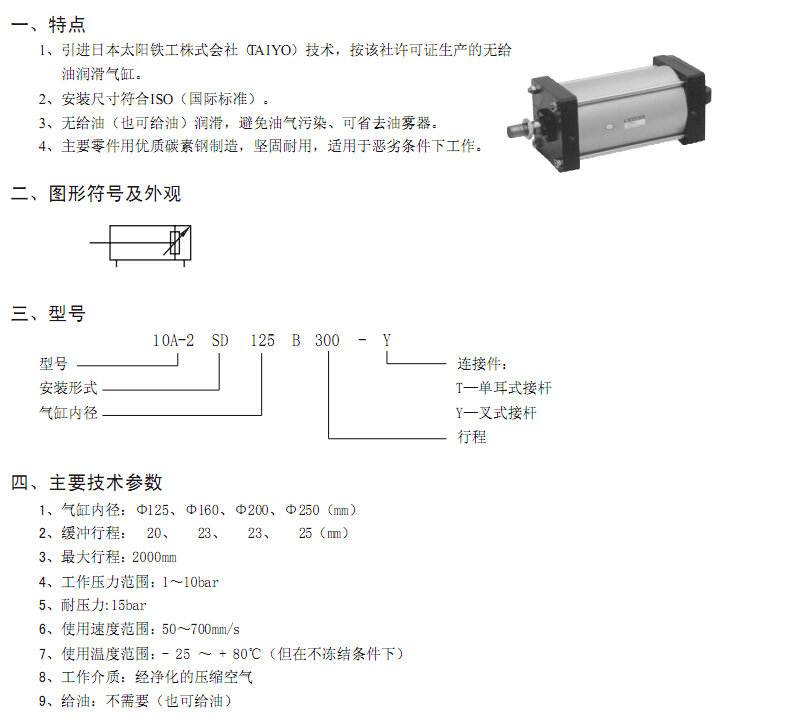 一、特点
1、引进日本太阳铁工株式会社(TAIYO)技术，按该社许可证生产的无给
油润滑气缸。
2、安装尺寸符合ISO（国际标准）。
3、无给油（也可给油）润滑，避免油气污染、可省去油雾器。
4、主要零件用优质碳素钢制造，坚固耐用，适用于恶劣条件下工作。
二、图形符号及外观
三、型号
10A-2 SD 125 B 300 - Y
型号 连接件:
安装形式 T—单耳式接杆
气缸内径 Y—叉式接杆
行程
四、主要技术参数
1、气缸内径: Φ125、Φ160、Φ200、Φ250（mm）
2、缓冲行程: 20、 23、 23、 25（mm）
3、最大行程: 2000mm
4、工作压力范围: 1～10bar
5、耐压力: 15bar
6、使用速度范围: 50～700mm/s
7、使用温度范围: - 25 ～ + 80℃（但在不冻结条件下）
8、工作介质: 经净化的压缩空气
9、给油: 不需要（也可给油）